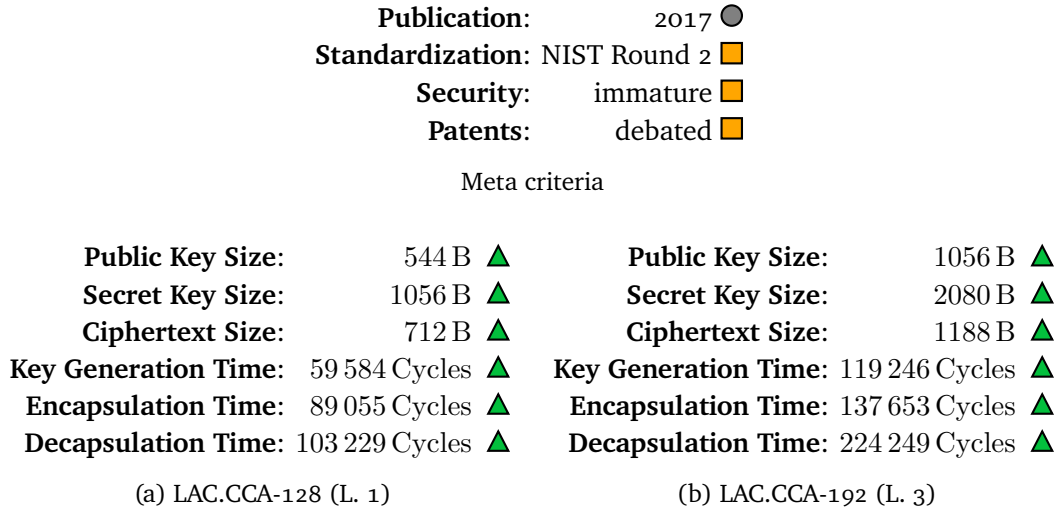 Publication: 2017
Standardization: NIST Round 2
Security: immature
Patents: debated
Meta criteria
Public Key Size: 544 B
Secret Key Size: 1056 B
Ciphertext Size: 712 B
Key Generation Time: 59 584 Cycles
Encapsulation Time: 89 055 Cycles
Decapsulation Time: 103 229 Cycles
(a) LAC.CCA-128 (L. 1)
Public Key Size: 1056 B
Secret Key Size: 2080 B
Ciphertext Size: 1188 B
Key Generation Time: 119 246 Cycles
Encapsulation Time: 137 653 Cycles
Decapsulation Time: 224 249 Cycles
(b) LAC.CCA-192 (L. 3)